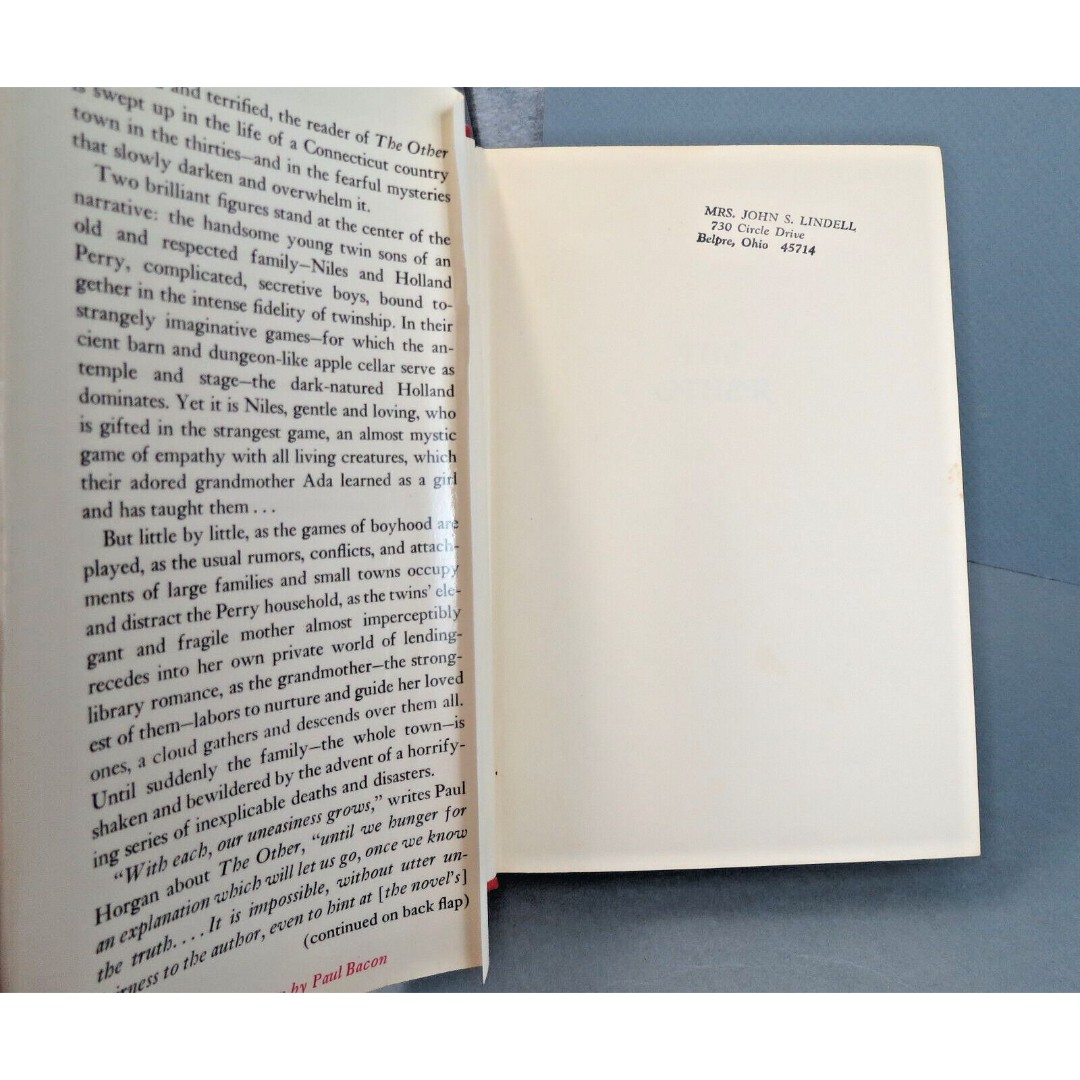 and terrified, the reader of The Other
is swept up in the life of a Connecticut country
town in the thirties—and in the fearful mysteries
that slowly darken and overwhelm it.
Two brilliant figures stand at the center of the
narrative: the handsome young twin sons of an
old and respected family—Niles and Holland
Perry, complicated, secretive boys, bound to-
gether in the intense fidelity of twinship. In their
strangely imaginative games—for which the an-
cient barn and dungeon-like apple cellar serve as
temple and stage—the dark-natured Holland
dominates. Yet it is Niles, gentle and loving, who
is gifted in the strangest game, an almost mystic
game of empathy with all living creatures, which
their adored grandmother Ada learned as a girl
and has taught them . . .
But little by little, as the games of boyhood are
played, as the usual rumors, conflicts, and attach-
ments of large families and small towns occupy
and distract the Perry household, as the twins' ele-
gant and fragile mother almost imperceptibly
recedes into her own private world of lending-
library romance, as the grandmother—the strong-
est of them—labors to nurture and guide her loved
ones, a cloud gathers and descends over them all.
Until suddenly the family—the whole town—is
shaken and bewildered by the advent of a horrify-
ing series of inexplicable deaths and disasters.
"With each, our uneasiness grows," writes Paul
Horgan about The Other, "until we hunger for
an explanation which will let us go, once we know
the truth. . . . It is impossible, without utter un-
to the author, even to hint at [the novel's]
(continued on back flap)
by Paul Bacon
MRS. JOHN S. LINDELL
730 Circle Drive
Belpre, Ohio 45714